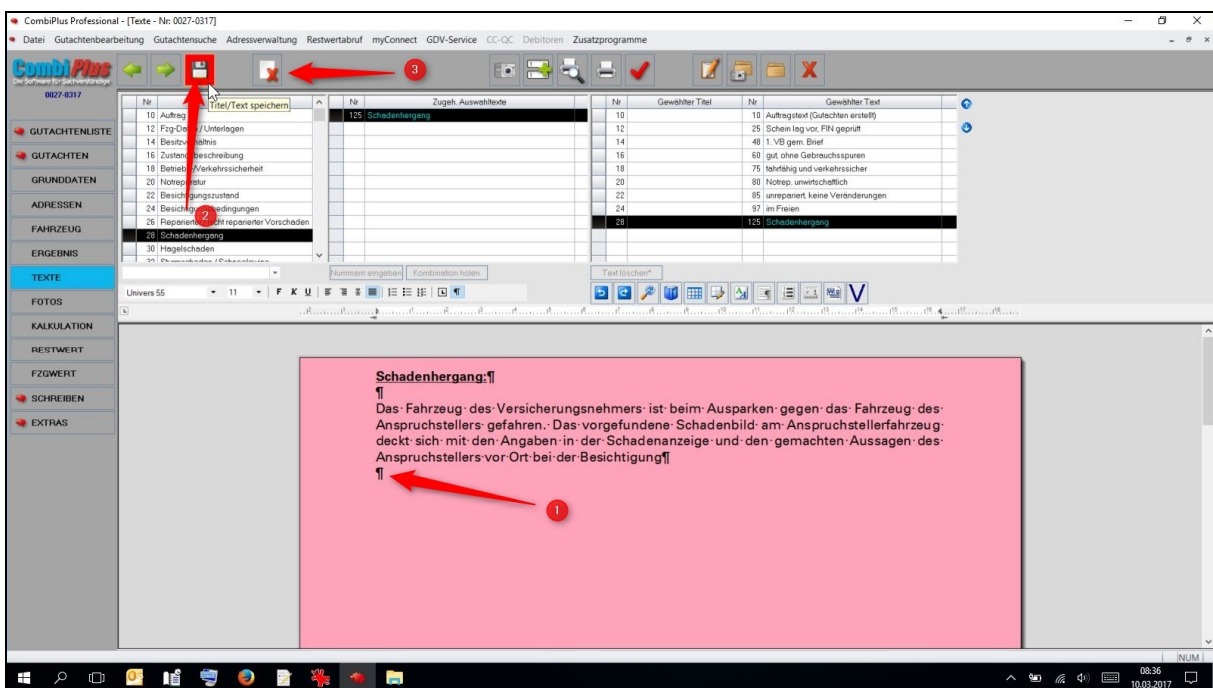 CombiPlus Professional - [Texte - Nr: 0027-0317]
Datei Gutachtenbearbeitung Gutachtensuche Adressverwaltung Restwertabruf myConnect GDV-Service CC-QC Debitoren Zusatzprogramme
CombiPlus
Die Software für Sachverständige
0027-0317
3
Titel/Text speichern
GUTACHTENLISTE
GUTACHTEN
GRUNDDATEN
ADRESSEN
FAHRZEUG
ERGEBNIS
TEXTE
FOTOS
KALKULATION
RESTWERT
FZGWERT
SCHREIBEN
EXTRAS
Nr
10 Auftrag
12 Fzg-Daten / Unterlagen
14 Besitzverhältnis
16 Zustandsbeschreibung
18 Betriebs-/Verkehrssicherheit
20 Notreparatur
22 Besichtigungszustand
24 Besichtigungsbedingungen
26 Reparierter/nicht reparierter Vorschaden
28 Schadenhergang
30 Hagelschaden
2
Nr Zugeh. Auswahltexte
125 Schadenhergang
Nr Gewählter Titel Nr Gewählter Text
10 10 Auftragstext (Gutachten erstellt)
12 25 Schein lag vor, FIN geprüft
14 48 1. VB gem. Brief
16 60 gut, ohne Gebrauchsspuren
18 75 fahrfähig und verkehrssicher
20 80 Notrep. unwirtschaftlich
22 85 unrepariert, keine Veränderungen
24 97 im Freien
28 125 Schadenhergang
Nummern eingeben Kombination holen Text löschen*
Univers 55 11 F K U
Schadenhergang:¶
¶
Das· Fahrzeug· des· Versicherungsnehmers· ist· beim· Ausparken· gegen· das· Fahrzeug· des·
Anspruchstellers· gefahren.· Das· vorgefundene· Schadenbild· am· Anspruchstellerfahrzeug·
deckt· sich· mit· den· Angaben· in· der· Schadenanzeige· und· den· gemachten· Aussagen· des·
Anspruchstellers·vor·Ort·bei·der·Besichtigung¶
¶
1
NUM
08:36
10.03.2017